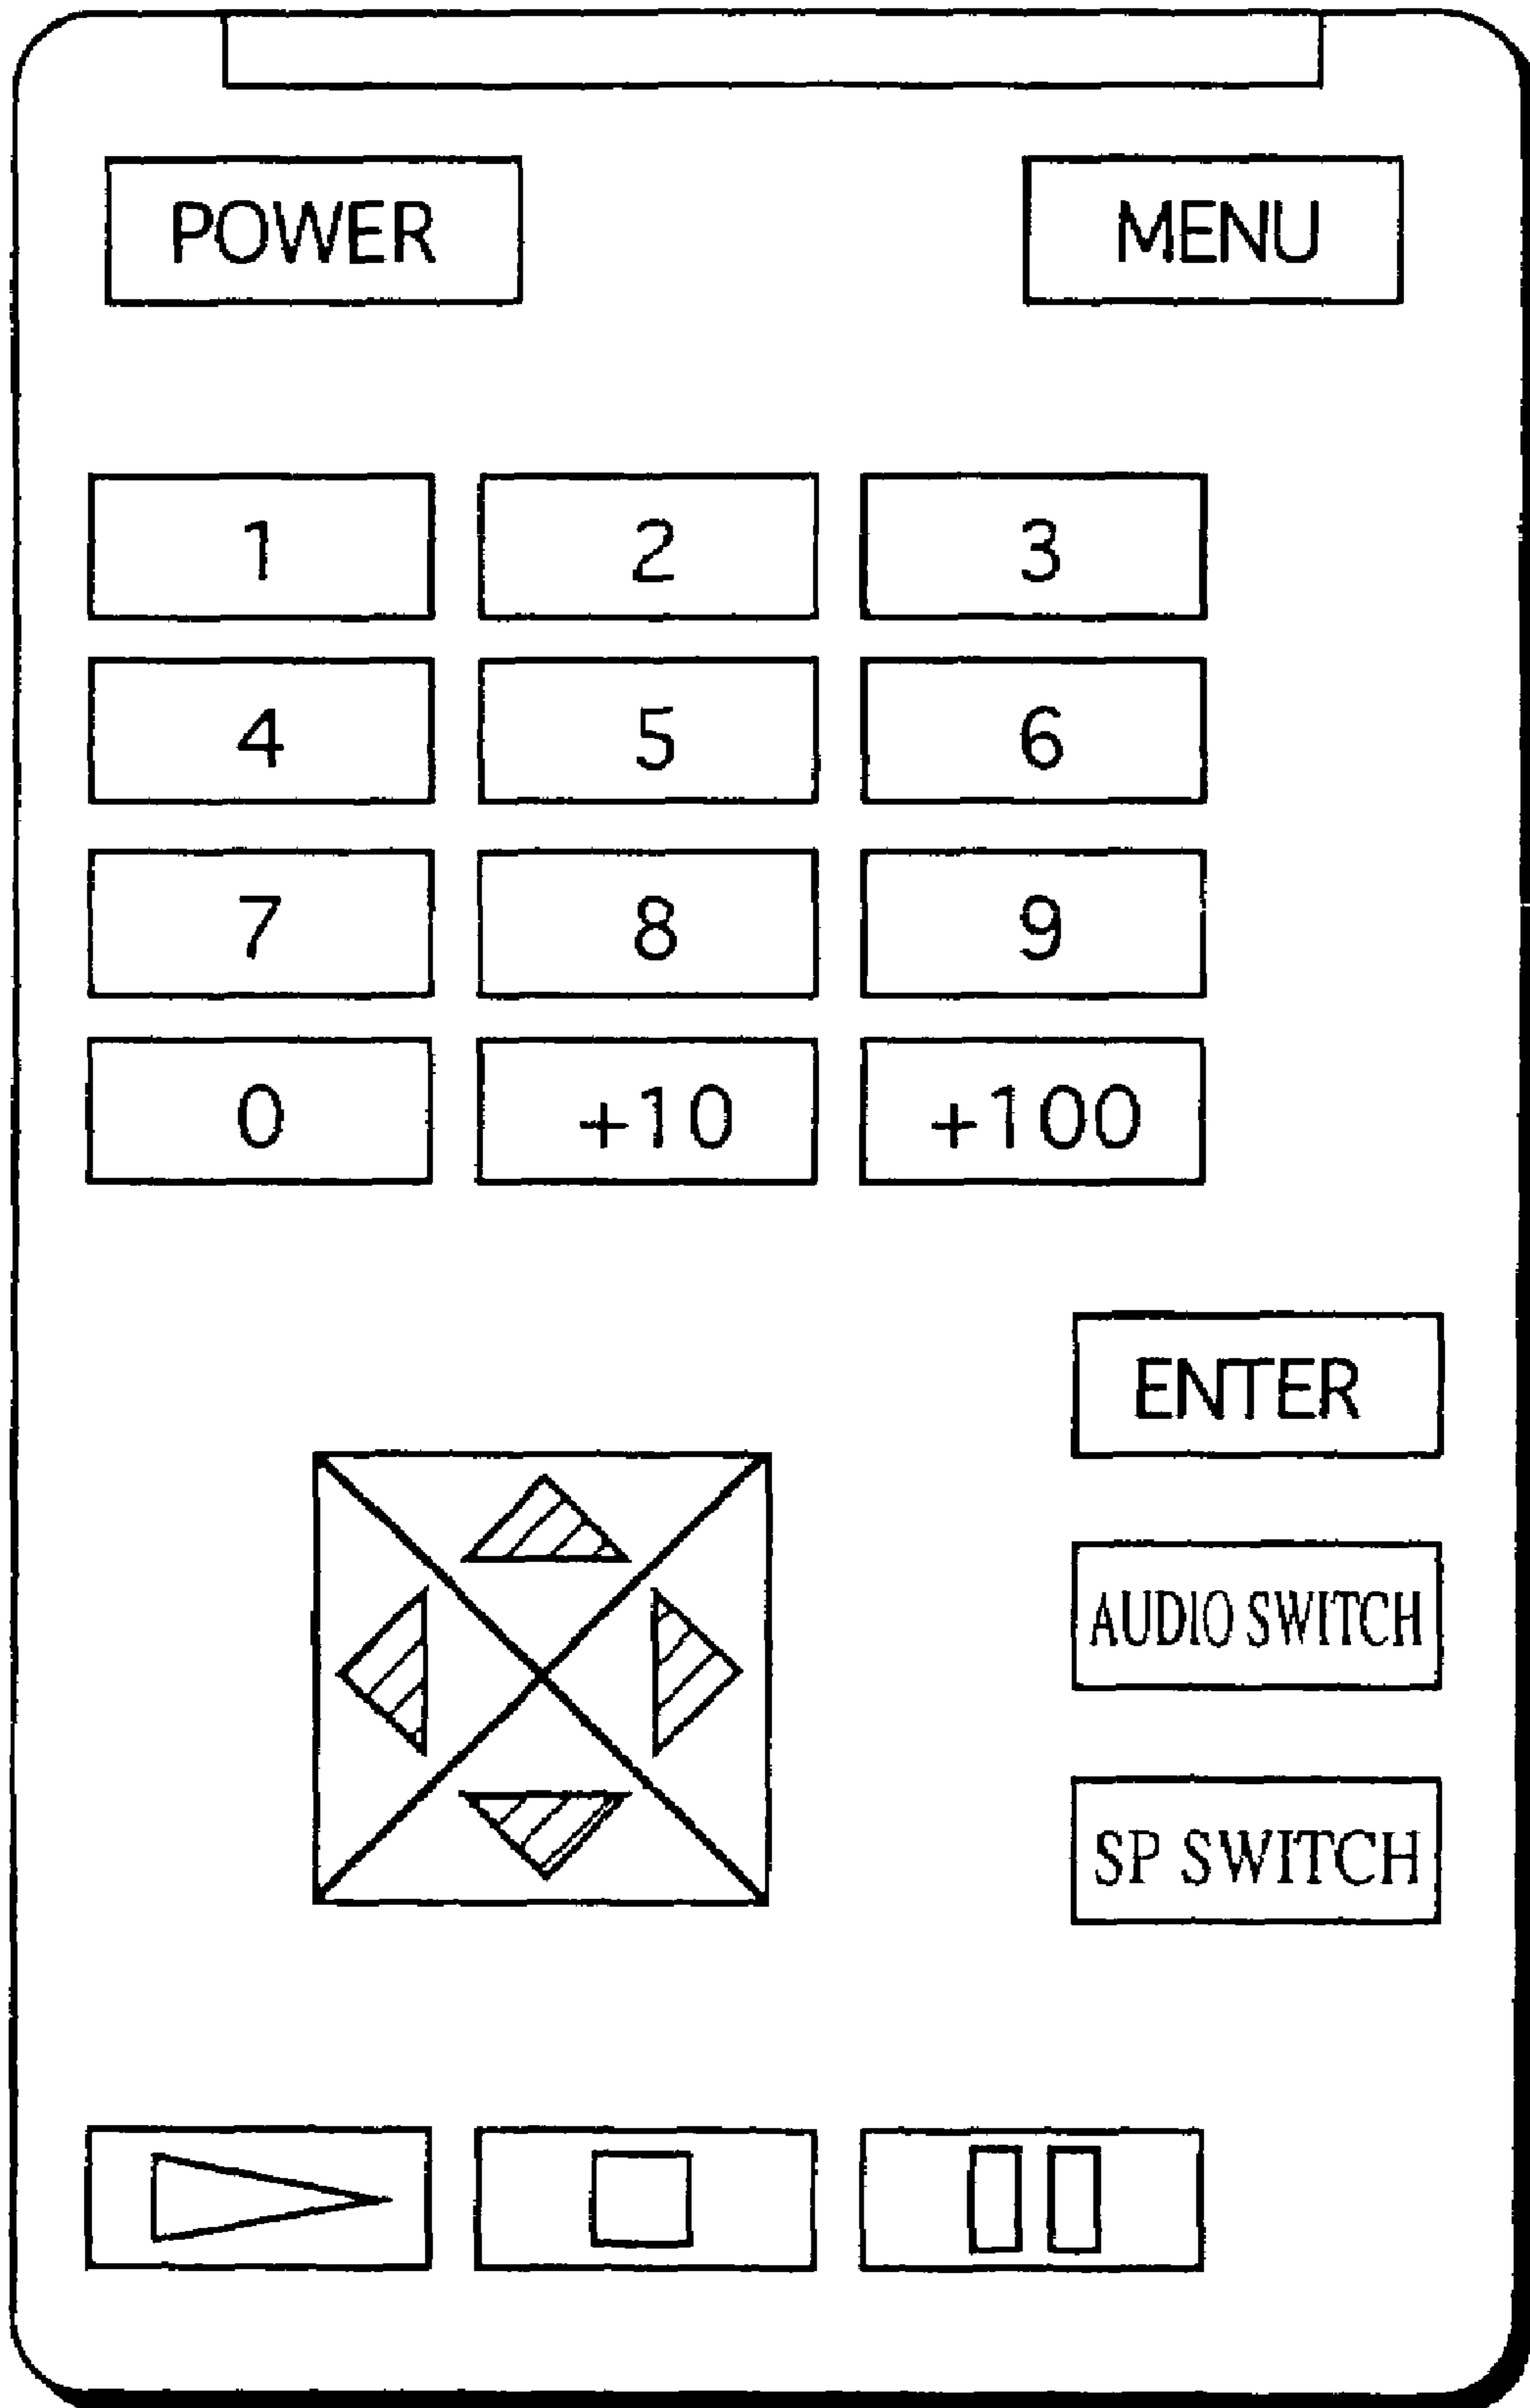 POWER MENU
1 2 3
4 5 6
7 8 9
0 +10 +100
ENTER
AUDIO SWITCH
SP SWITCH